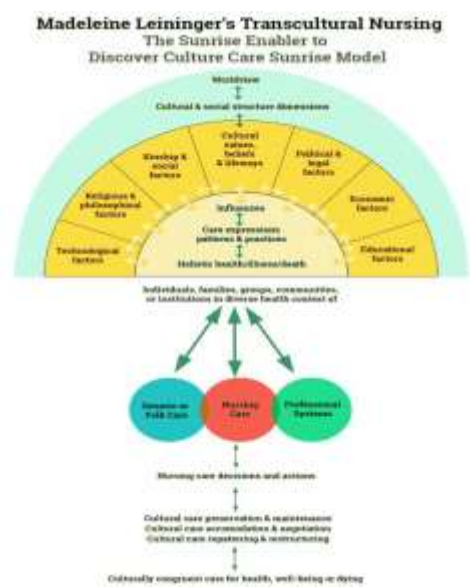 Madeleine Leininger's Transcultural Nursing
The Sunrise Enabler to
Discover Culture Care Sunrise Model
Worldview
Cultural & social structure dimensions
Cultural
values,
beliefs
& lifeways
Kinship &
social
factors
Political &
legal
factors
Religious &
philosophical
factors
Economic
factors
Technological
factors
Educational
factors
Influences
Care expressions
patterns & practices
Holistic health/illness/death
Individuals, families, groups, communities,
or institutions in diverse health context of
Generic or
Folk Care
Nursing
Care
Professional
Systems
Nursing care decisions and actions
Cultural care preservation & maintenance
Cultural care accomodation & negotiation
Cultural care repatterning & restructuring
Culturally congruent care for health, well-being or dying